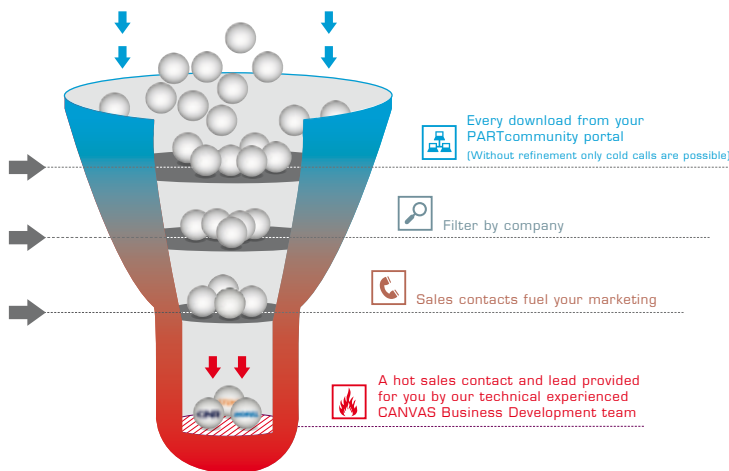 Every download from your
PARTcommunity portal
(Without refinement only cold calls are possible)
Filter by company
Sales contacts fuel your marketing
A hot sales contact and lead provided
for you by our technical experienced
CANVAS Business Development team